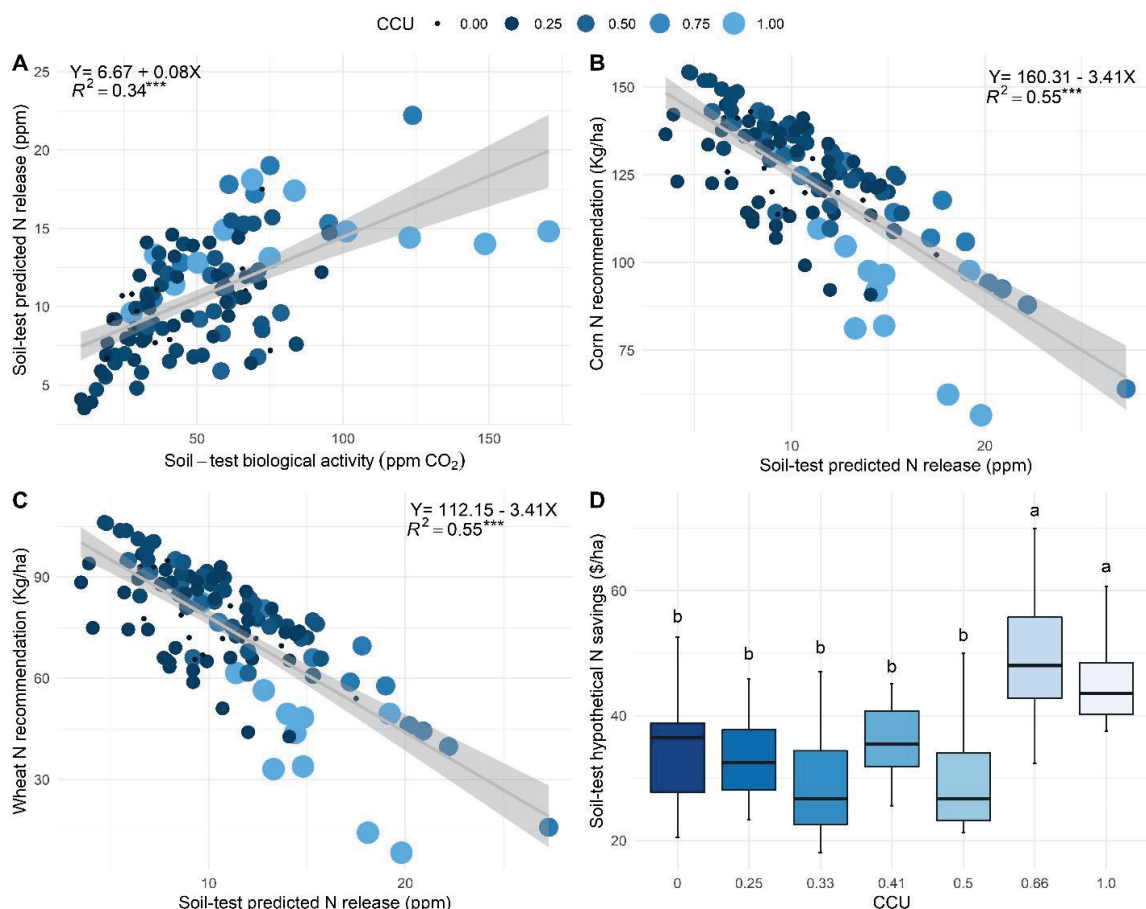 CCU 0.00 0.25 0.50 0.75 1.00
A
Y= 6.67 + 0.08X
R² = 0.34***
Soil-test predicted N release (ppm)
25
20
15
10
5
50 100 150
Soil – test biological activity (ppm CO₂)
B
Y= 160.31 - 3.41X
R² = 0.55***
Corn N recommendation (Kg/ha)
150
125
100
75
10 20
Soil-test predicted N release (ppm)
C
Y= 112.15 - 3.41X
R² = 0.55***
Wheat N recommendation (Kg/ha)
90
60
30
10 20
Soil-test predicted N release (ppm)
D
Soil-test hypothetical N savings ($/ha)
60
40
20
b b b b b a a
0 0.25 0.33 0.41 0.5 0.66 1.0
CCU